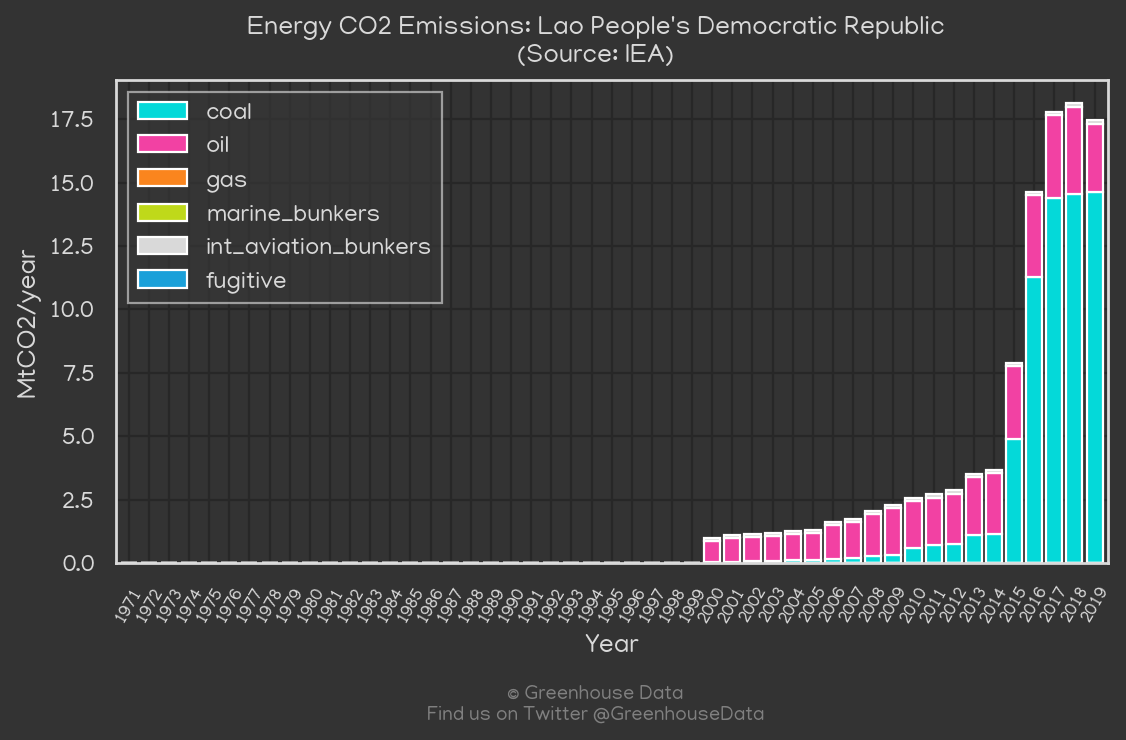 Energy CO2 Emissions: Lao People's Democratic Republic
(Source: IEA)
coal
oil
gas
marine_bunkers
int_aviation_bunkers
fugitive
MtCO2/year
17.5
15.0
12.5
10.0
7.5
5.0
2.5
0.0
1971 1972 1973 1974 1975 1976 1977 1978 1979 1980 1981 1982 1983 1984 1985 1986 1987 1988 1989 1990 1991 1992 1993 1994 1995 1996 1997 1998 1999 2000 2001 2002 2003 2004 2005 2006 2007 2008 2009 2010 2011 2012 2013 2014 2015 2016 2017 2018 2019
Year
© Greenhouse Data
Find us on Twitter @GreenhouseData